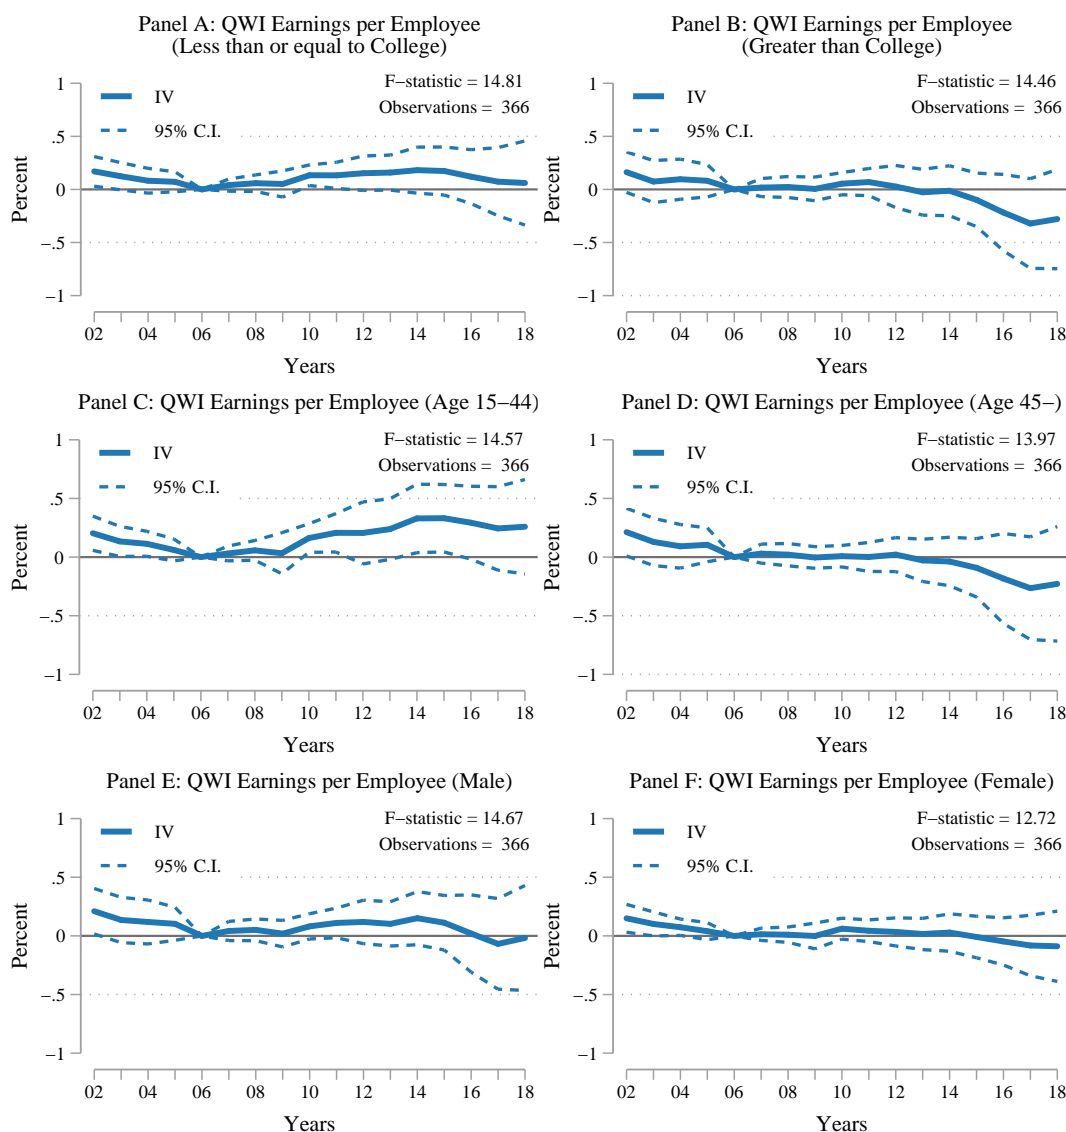 Panel A: QWI Earnings per Employee
(Less than or equal to College)
F−statistic = 14.81
Observations = 366
IV
95% C.I.
Percent
1
.5
0
−.5
−1
02 04 06 08 10 12 14 16 18
Years
Panel B: QWI Earnings per Employee
(Greater than College)
F−statistic = 14.46
Observations = 366
IV
95% C.I.
Percent
1
.5
0
−.5
−1
02 04 06 08 10 12 14 16 18
Years
Panel C: QWI Earnings per Employee (Age 15−44)
F−statistic = 14.57
Observations = 366
IV
95% C.I.
Percent
1
.5
0
−.5
−1
02 04 06 08 10 12 14 16 18
Years
Panel D: QWI Earnings per Employee (Age 45−)
F−statistic = 13.97
Observations = 366
IV
95% C.I.
Percent
1
.5
0
−.5
−1
02 04 06 08 10 12 14 16 18
Years
Panel E: QWI Earnings per Employee (Male)
F−statistic = 14.67
Observations = 366
IV
95% C.I.
Percent
1
.5
0
−.5
−1
02 04 06 08 10 12 14 16 18
Years
Panel F: QWI Earnings per Employee (Female)
F−statistic = 12.72
Observations = 366
IV
95% C.I.
Percent
1
.5
0
−.5
−1
02 04 06 08 10 12 14 16 18
Years